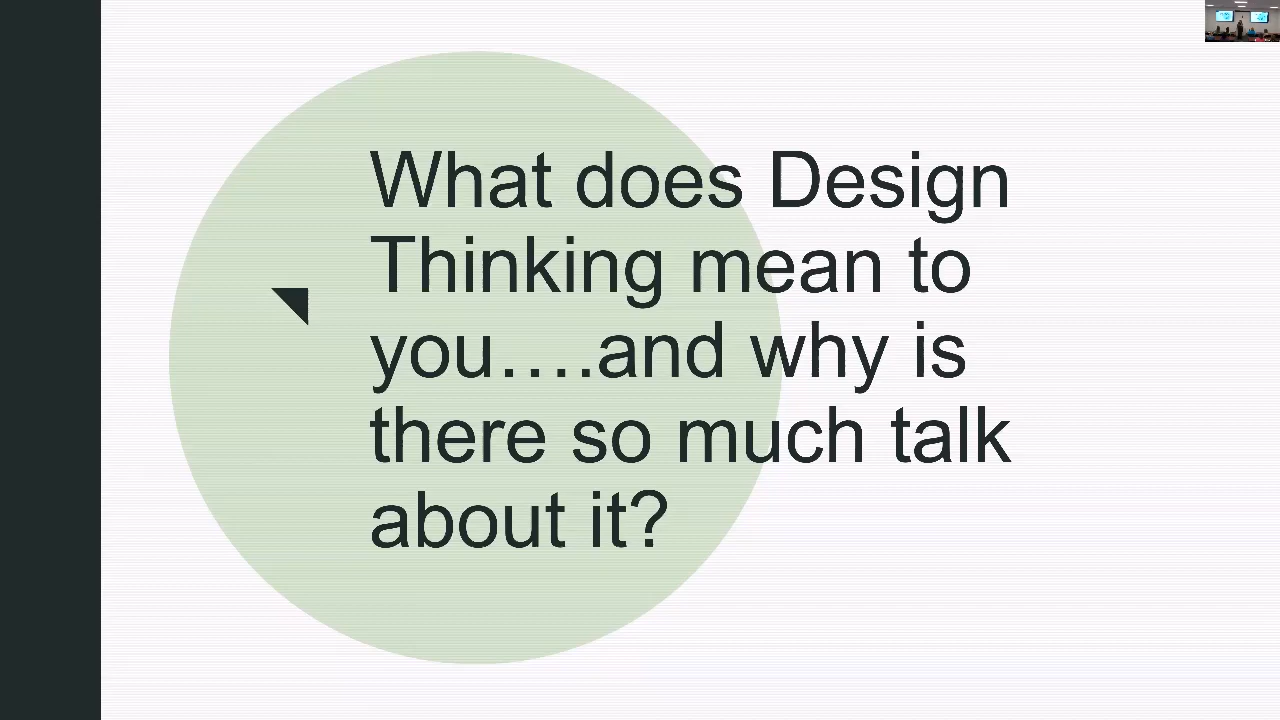 What does Design
Thinking mean to
you….and why is
there so much talk
about it?